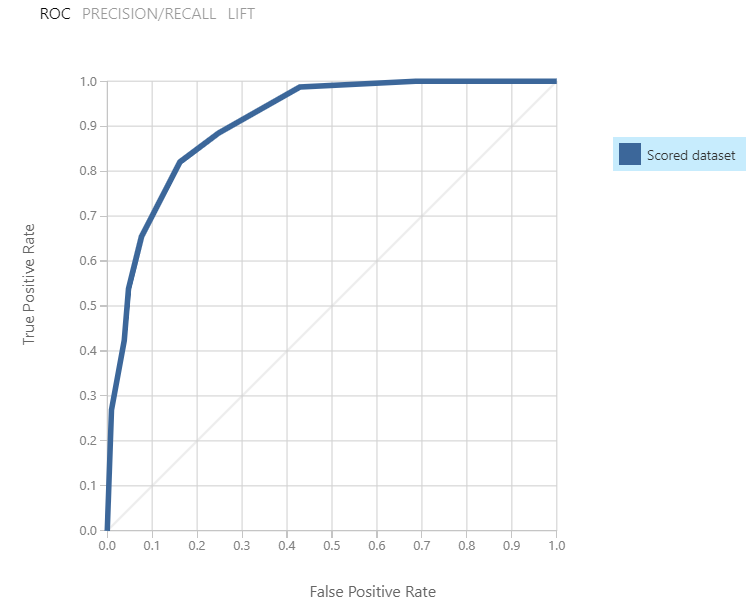 ROC PRECISION/RECALL LIFT
1.0
0.9
Scored dataset
0.8
0.7
0.6
True Positive Rate
0.5
0.4
0.3
0.2
0.1
0.0
0.0 0.1 0.2 0.3 0.4 0.5 0.6 0.7 0.8 0.9 1.0
False Positive Rate